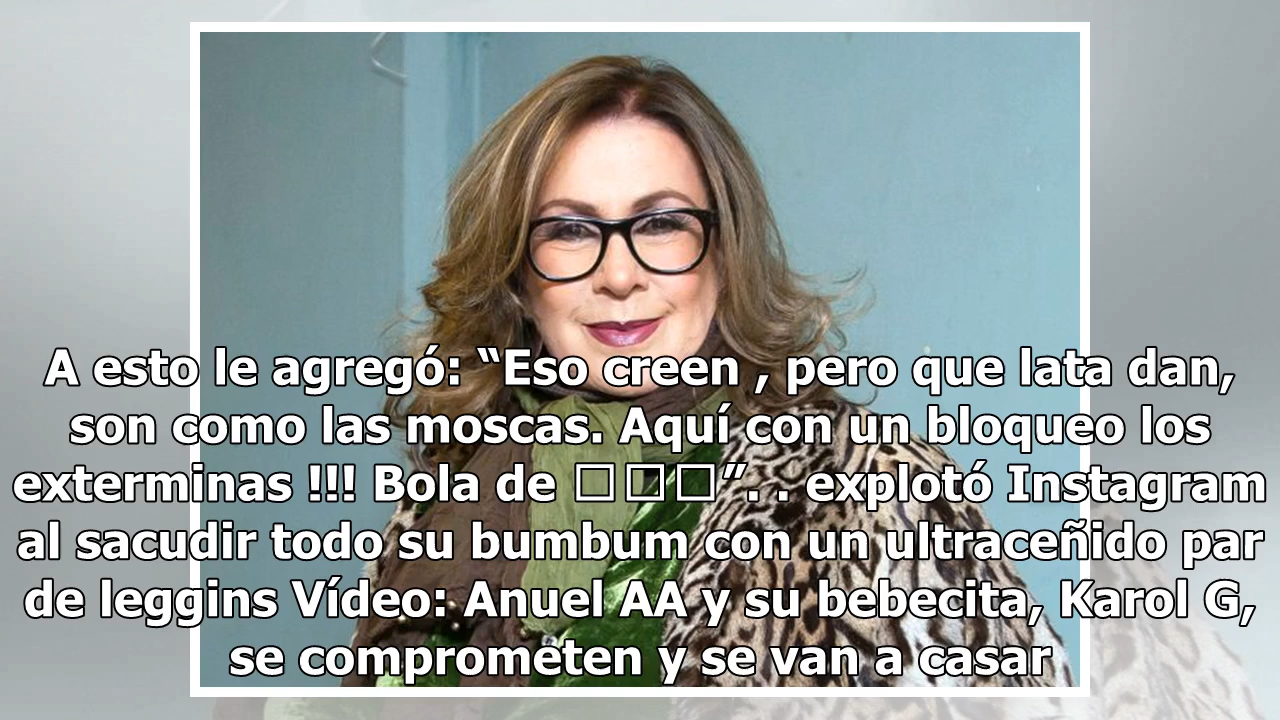 A esto le agregó: “Eso creen , pero que lata dan,
son como las moscas. Aquí con un bloqueo los
exterminas !!! Bola de □□□”. . explotó Instagram
al sacudir todo su bumbum con un ultraceñido par
de leggins Vídeo: Anuel AA y su bebecita, Karol G,
se comprometen y se van a casar